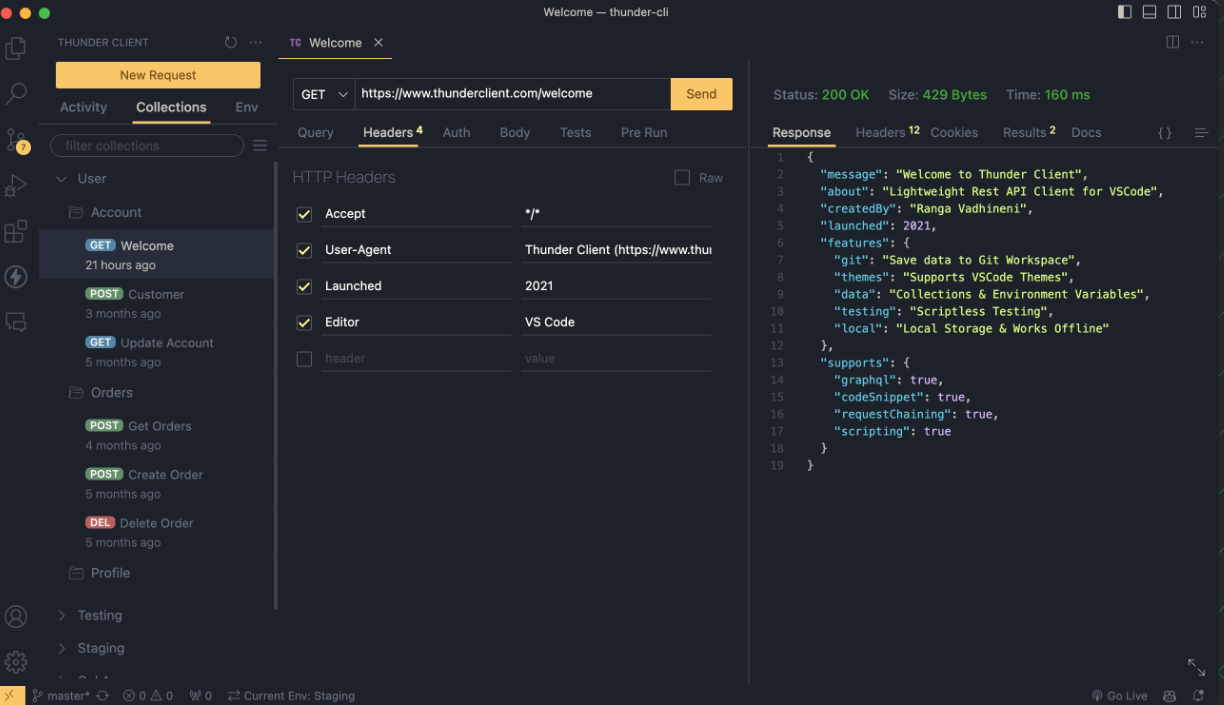 Welcome — thunder-cli
THUNDER CLIENT
New Request
Activity Collections Env
filter collections
7
User
Account
GET Welcome
21 hours ago
POST Customer
3 months ago
GET Update Account
5 months ago
Orders
POST Get Orders
4 months ago
POST Create Order
5 months ago
DEL Delete Order
5 months ago
Profile
Testing
Staging
TC Welcome
GET https://www.thunderclient.com/welcome Send
Query Headers 4 Auth Body Tests Pre Run
HTTP Headers Raw
Accept */*
User-Agent Thunder Client (https://www.thu
Launched 2021
Editor VS Code
header value
Status: 200 OK Size: 429 Bytes Time: 160 ms
Response Headers 12 Cookies Results 2 Docs {}
1 {
2 "message": "Welcome to Thunder Client",
3 "about": "Lightweight Rest API Client for VSCode",
4 "createdBy": "Ranga Vadhineni",
5 "launched": 2021,
6 "features": {
7 "git": "Save data to Git Workspace",
8 "themes": "Supports VSCode Themes",
9 "data": "Collections & Environment Variables",
10 "testing": "Scriptless Testing",
11 "local": "Local Storage & Works Offline"
12 },
13 "supports": {
14 "graphql": true,
15 "codeSnippet": true,
16 "requestChaining": true,
17 "scripting": true
18 }
19 }
master* 0 0 0 Current Env: Staging Go Live